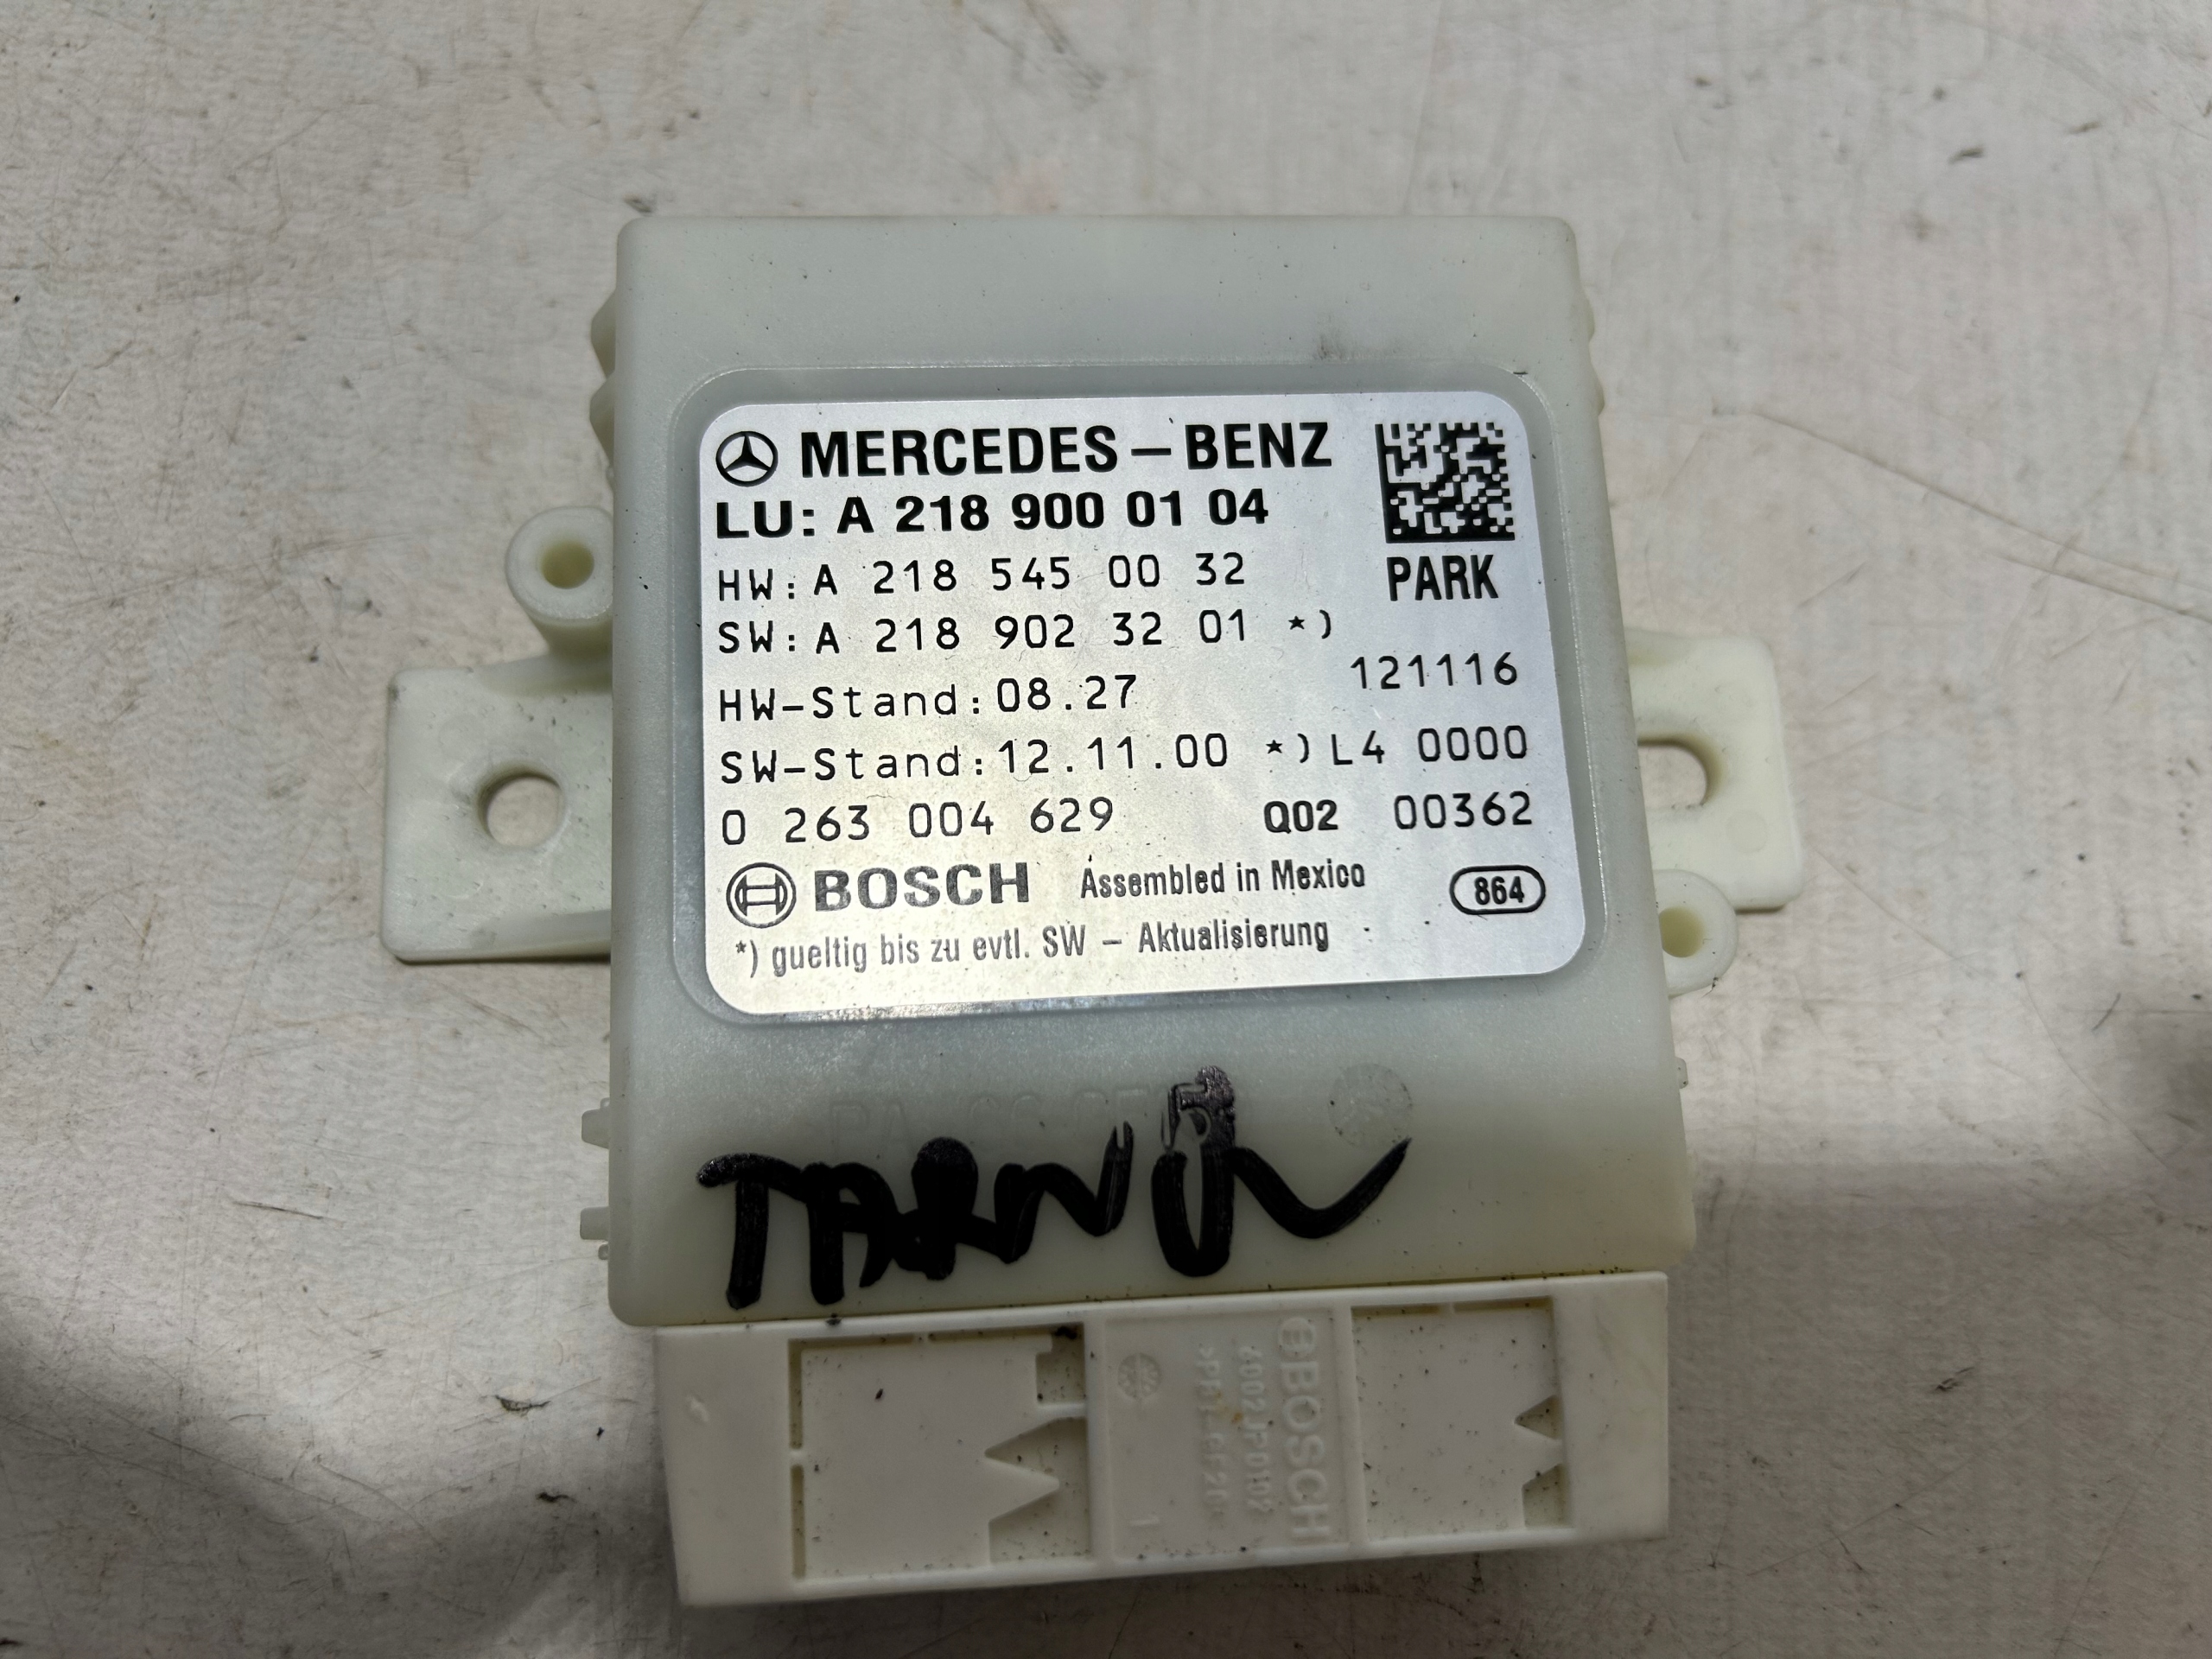 MERCEDES-BENZ
LU: A 218 900 01 04
HW: A 218 545 00 32
PARK
SW: A 218 902 32 01 *)
HW-Stand: 08.27 121116
SW-Stand: 12.11.00 *) L4 0000
0 263 004 629 Q02 00362
BOSCH Assembled in Mexico 864
*) gueltig bis zu evtl. SW - Aktualisierung
BOSCH